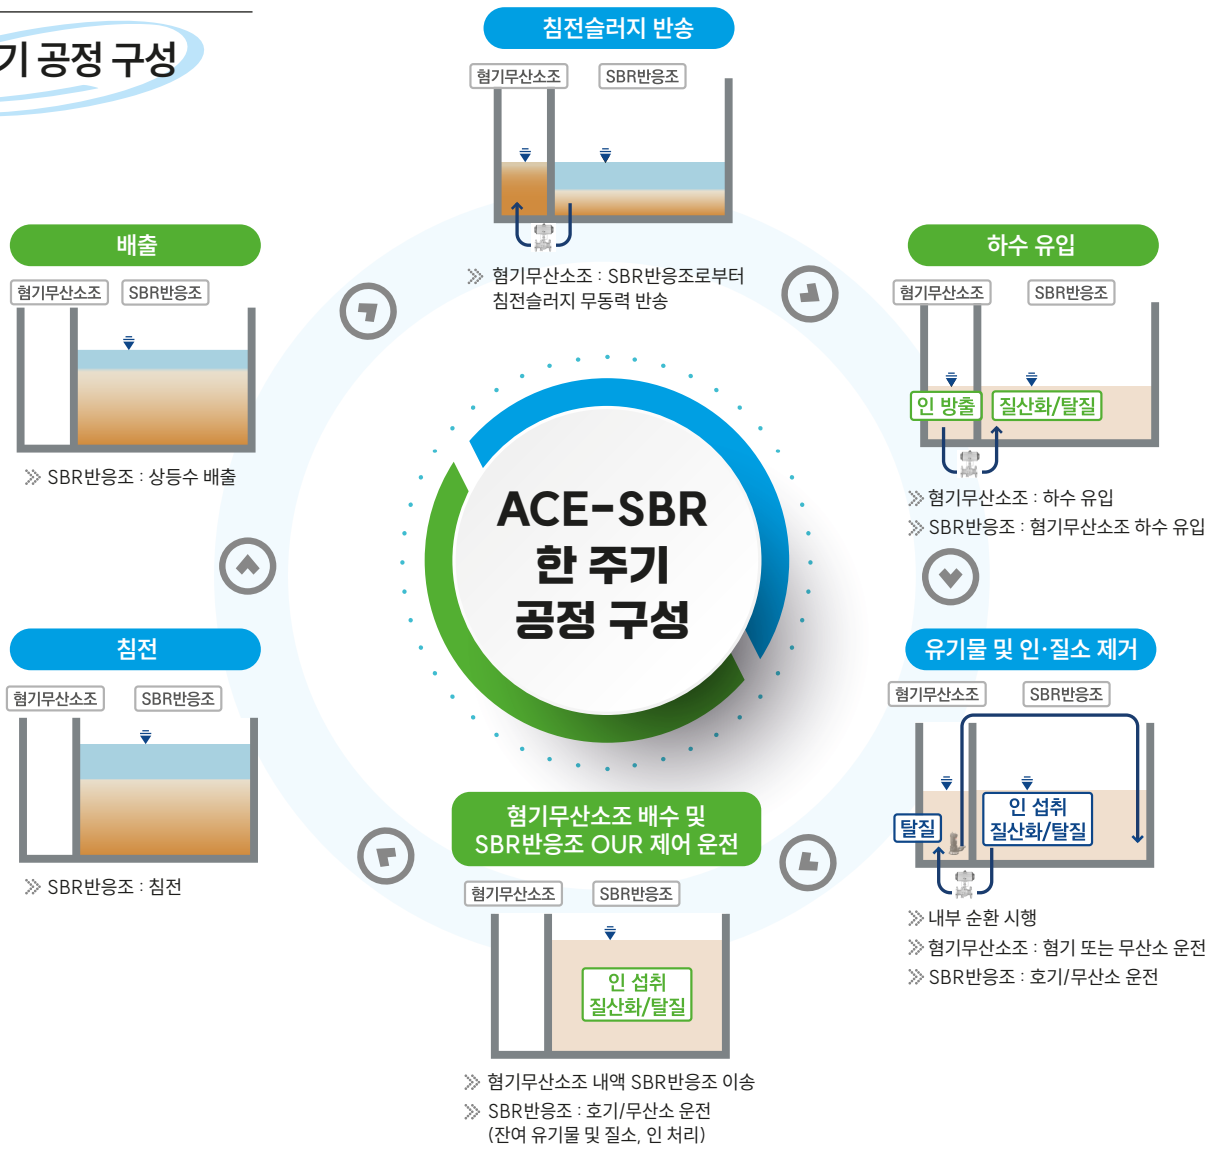 기 공정 구성
침전슬러지 반송
혐기무산소조
SBR반응조
혐기무산소조 : SBR반응조로부터
침전슬러지 무동력 반송
하수 유입
혐기무산소조
SBR반응조
인 방출
질산화/탈질
혐기무산소조 : 하수 유입
SBR반응조 : 혐기무산소조 하수 유입
유기물 및 인·질소 제거
혐기무산소조
SBR반응조
탈질
인 섭취
질산화/탈질
내부 순환 시행
혐기무산소조 : 혐기 또는 무산소 운전
SBR반응조 : 호기/무산소 운전
혐기무산소조 배수 및
SBR반응조 OUR 제어 운전
혐기무산소조
SBR반응조
인 섭취
질산화/탈질
혐기무산소조 내액 SBR반응조 이송
SBR반응조 : 호기/무산소 운전
(잔여 유기물 및 질소, 인 처리)
침전
혐기무산소조
SBR반응조
SBR반응조 : 침전
배출
혐기무산소조
SBR반응조
SBR반응조 : 상등수 배출
ACE-SBR
한 주기
공정 구성